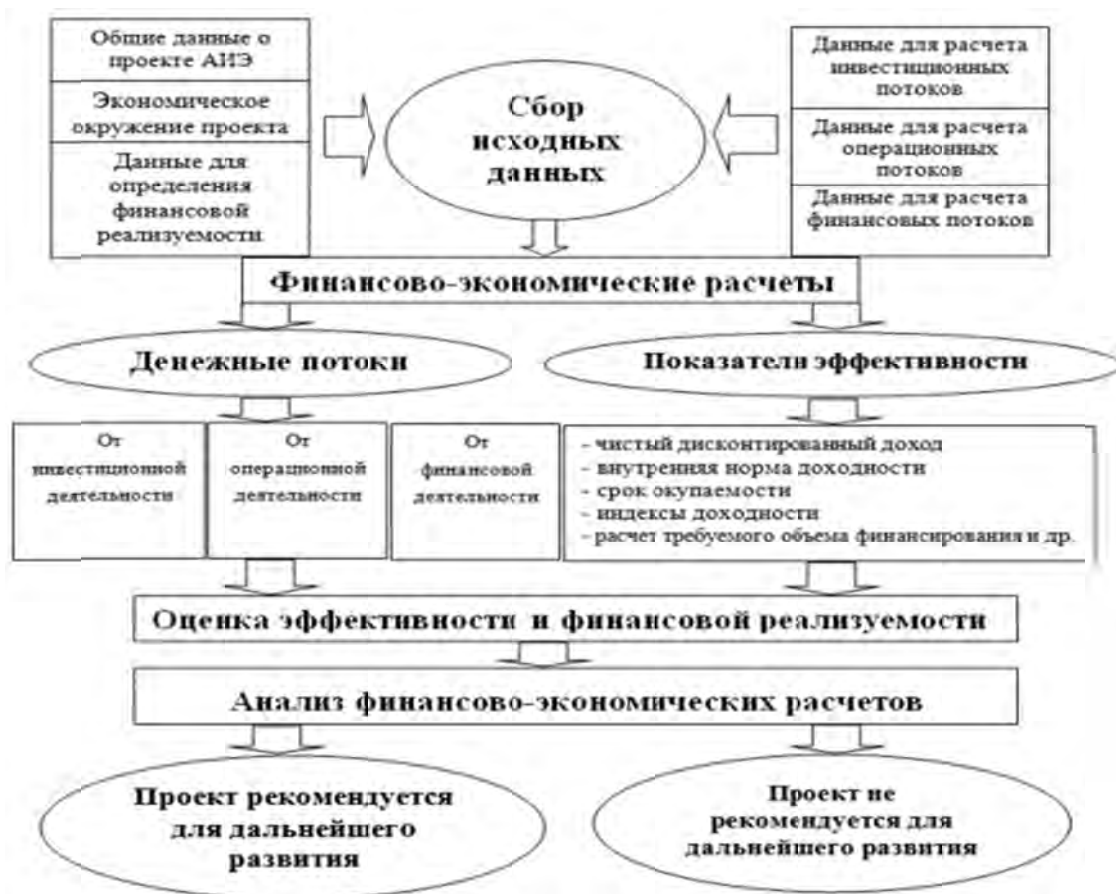 Общие данные о
проекте АИЭ
Экономическое
окружение проекта
Данные для
определения
финансовой
реализуемости
Сбор
исходных
данных
Данные для расчета
инвестиционных
потоков
Данные для расчета
операционных
потоков
Данные для расчета
финансовых потоков
Финансово-экономические расчеты
Денежные потоки
Показатели эффективности
От
инвестиционной
деятельности
От
операционной
деятельности
От
финансовой
деятельности
- чистый дисконтированный доход
- внутренняя норма доходности
- срок окупаемости
- индексы доходности
- расчет требуемого объема финансирования и др.
Оценка эффективности и финансовой реализуемости
Анализ финансово-экономических расчетов
Проект рекомендуется
для дальнейшего
развития
Проект не
рекомендуется для
дальнейшего развития